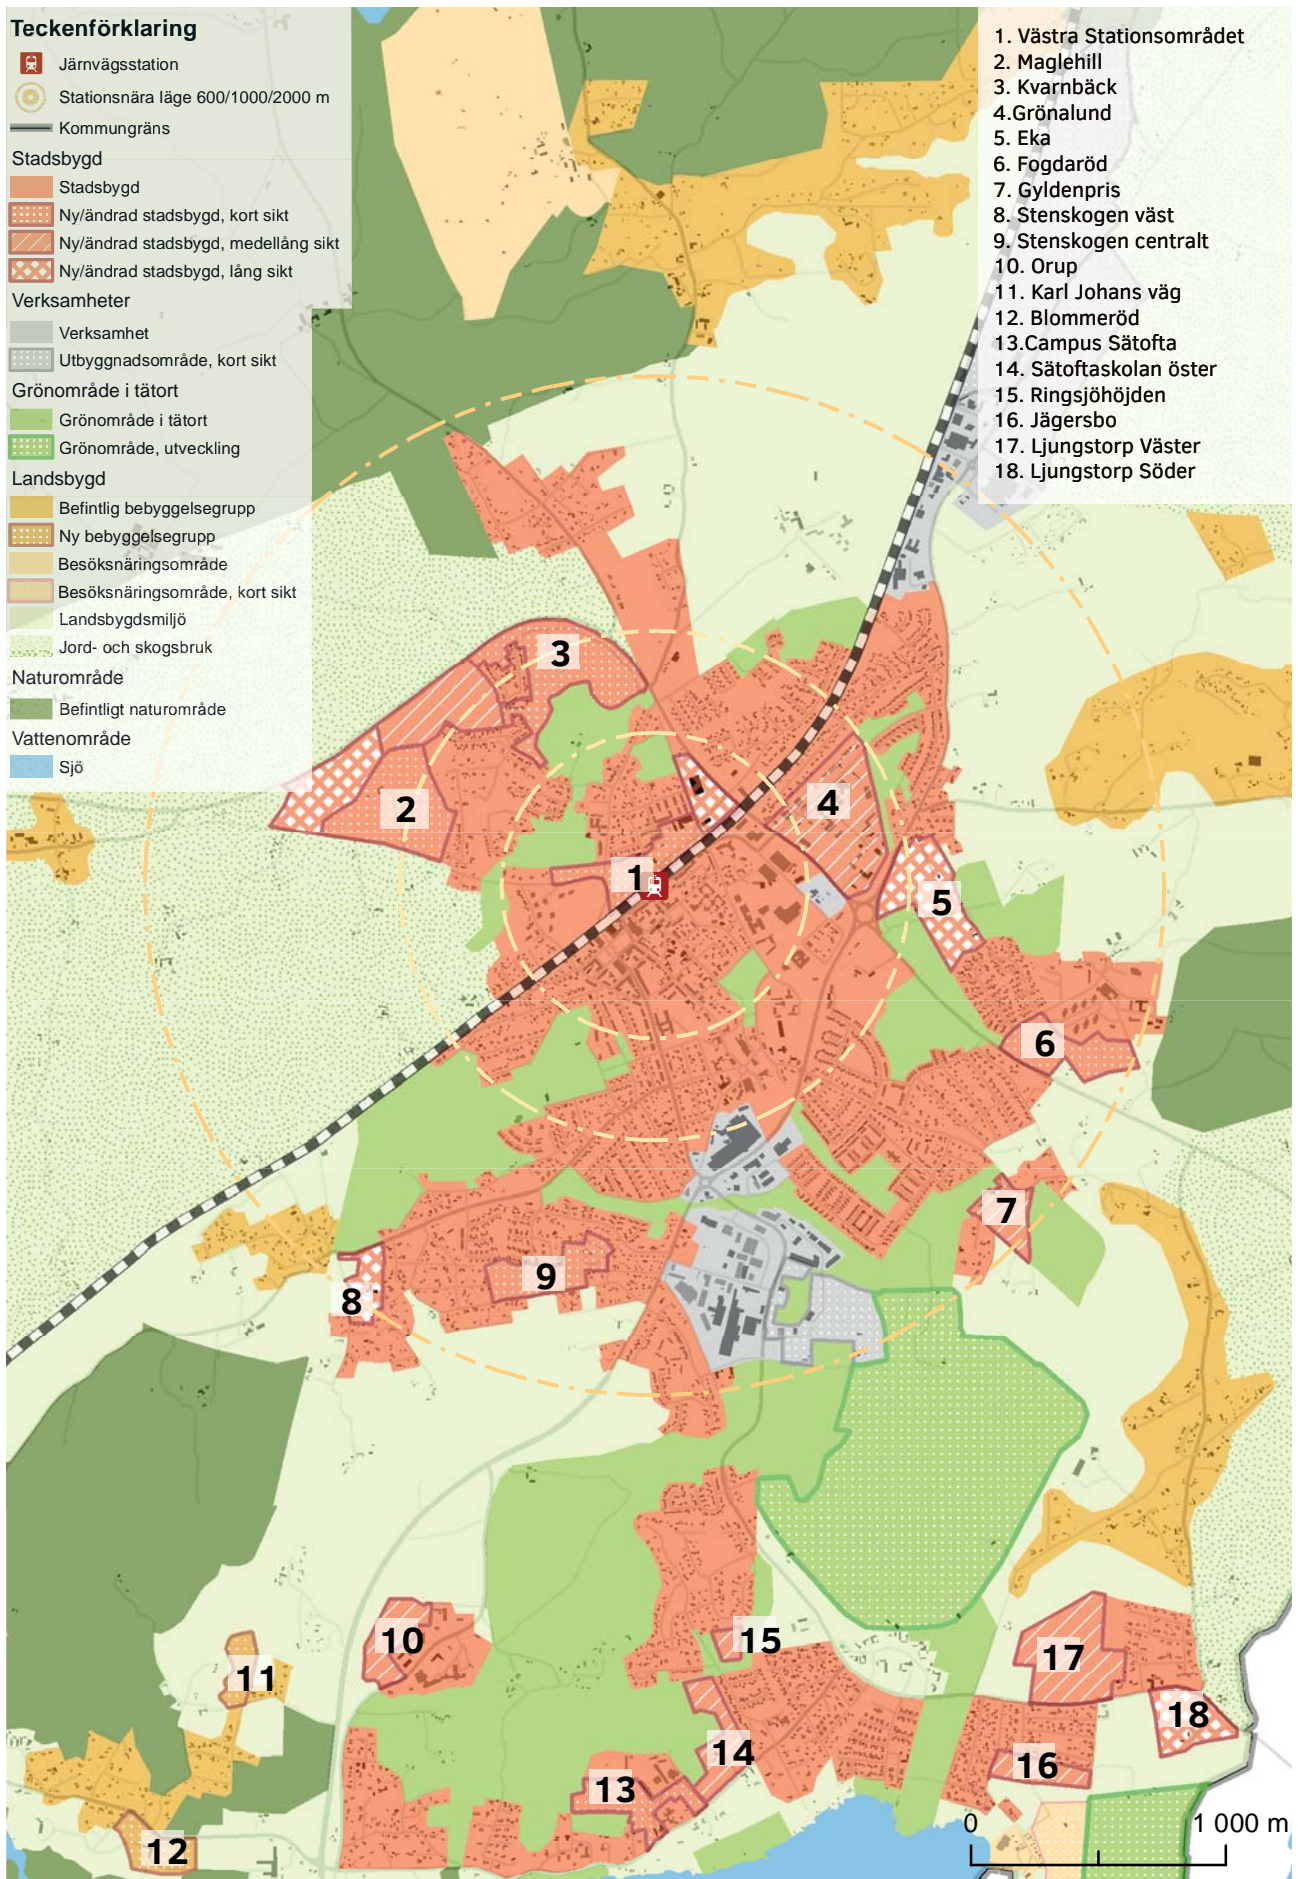 Teckenförklaring
Järnvägsstation
Stationsnära läge 600/1000/2000 m
Kommungräns
Stadsbygd
Stadsbygd
Ny/ändrad stadsbygd, kort sikt
Ny/ändrad stadsbygd, medellång sikt
Ny/ändrad stadsbygd, lång sikt
Verksamheter
Verksamhet
Utbyggnadsområde, kort sikt
Grönområde i tätort
Grönområde i tätort
Grönområde, utveckling
Landsbygd
Befintlig bebyggelsegrupp
Ny bebyggelsegrupp
Besöksnäringsområde
Besöksnäringsområde, kort sikt
Landsbygdsmiljö
Jord- och skogsbruk
Naturområde
Befintligt naturområde
Vattenområde
Sjö
1. Västra Stationsområdet
2. Maglehill
3. Kvarnbäck
4.Grönalund
5. Eka
6. Fogdaröd
7. Gyldenpris
8. Stenskogen väst
9. Stenskogen centralt
10. Orup
11. Karl Johans väg
12. Blommeröd
13.Campus Sätofta
14. Sätoftaskolan öster
15. Ringsjöhöjden
16. Jägersbo
17. Ljungstorp Väster
18. Ljungstorp Söder
3
2
4
1
5
6
7
9
8
10
15
11
17
18
14
16
13
12
0 1 000 m